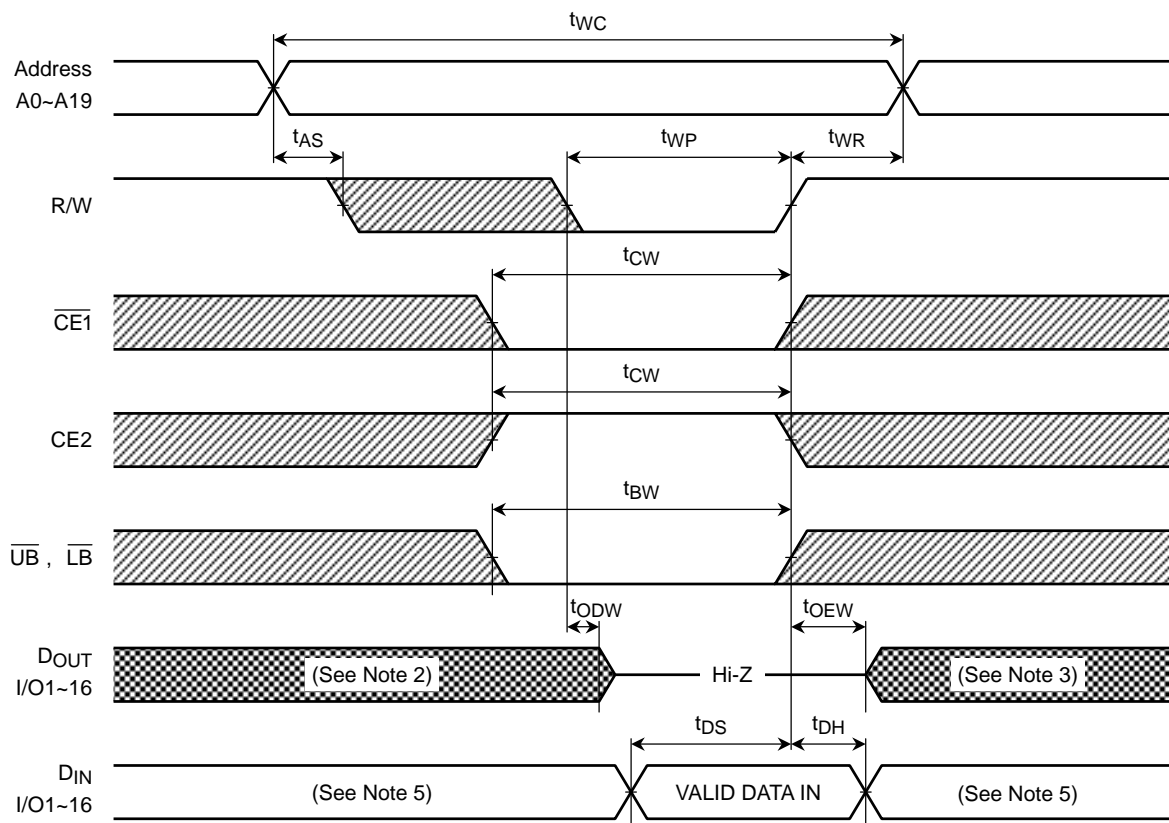 tWC
Address
A0~A19
tAS
tWP
tWR
R/W
tCW
CE1
tCW
CE2
tBW
UB , LB
tODW
tOEW
DOUT
I/O1~16
(See Note 2)
Hi-Z
(See Note 3)
tDS
tDH
DIN
I/O1~16
(See Note 5)
VALID DATA IN
(See Note 5)